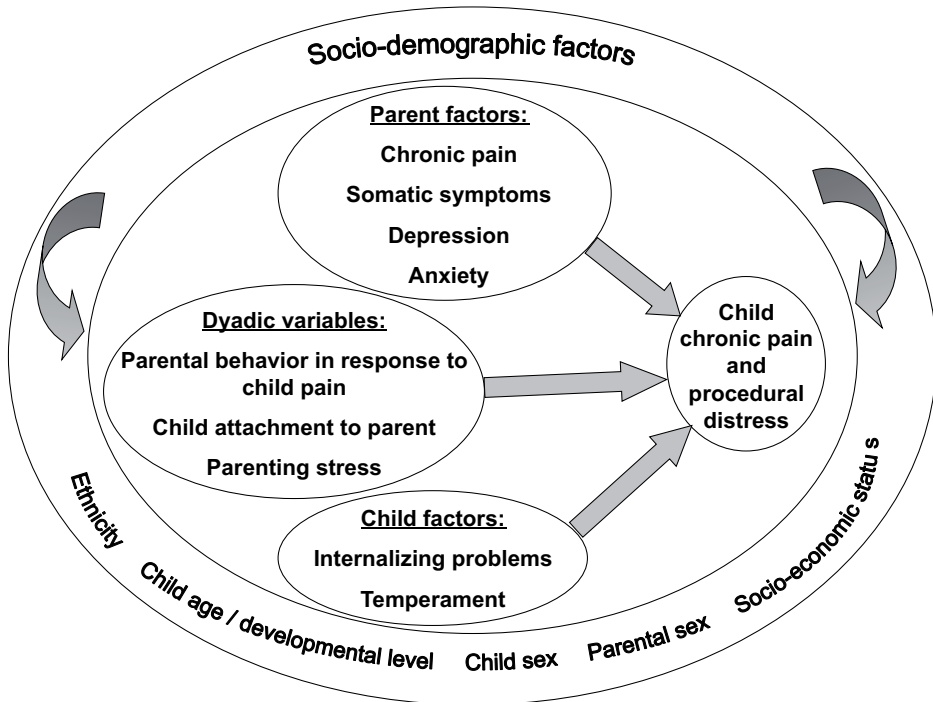 Socio-demographic factors
Parent factors:
Chronic pain
Somatic symptoms
Depression
Anxiety
Dyadic variables:
Parental behavior in response to
child pain
Child attachment to parent
Parenting stress
Child factors:
Internalizing problems
Temperament
Child
chronic pain
and
procedural
distress
Ethnicity
Child age / developmental level
Child sex
Parental sex
Socio-economic status